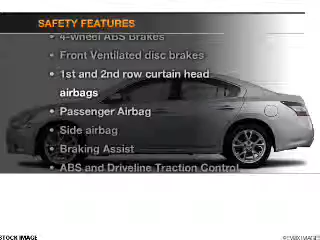 SAFETY FEATURES
• 4-wheel ABS Brakes
• Front Ventilated disc brakes
• 1st and 2nd row curtain head
airbags
• Passenger Airbag
• Side airbag
• Braking Assist
• ABS and Driveline Traction Control
STOCK IMAGE